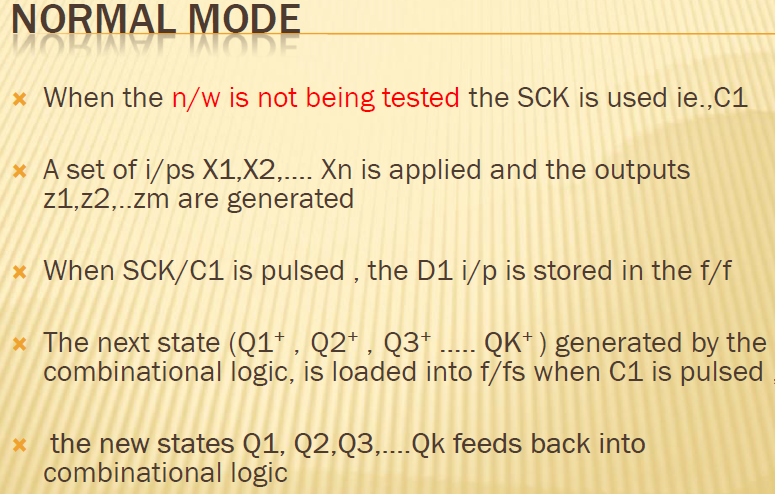 NORMAL MODE
When the n/w is not being tested the SCK is used ie.,C1
A set of i/ps X1,X2,.... Xn is applied and the outputs
z1,z2,..zm are generated
When SCK/C1 is pulsed , the D1 i/p is stored in the f/f
The next state (Q1⁺ , Q2⁺ , Q3⁺ ..... QK⁺ ) generated by the
combinational logic, is loaded into f/fs when C1 is pulsed ,
the new states Q1, Q2,Q3,....Qk feeds back into
combinational logic